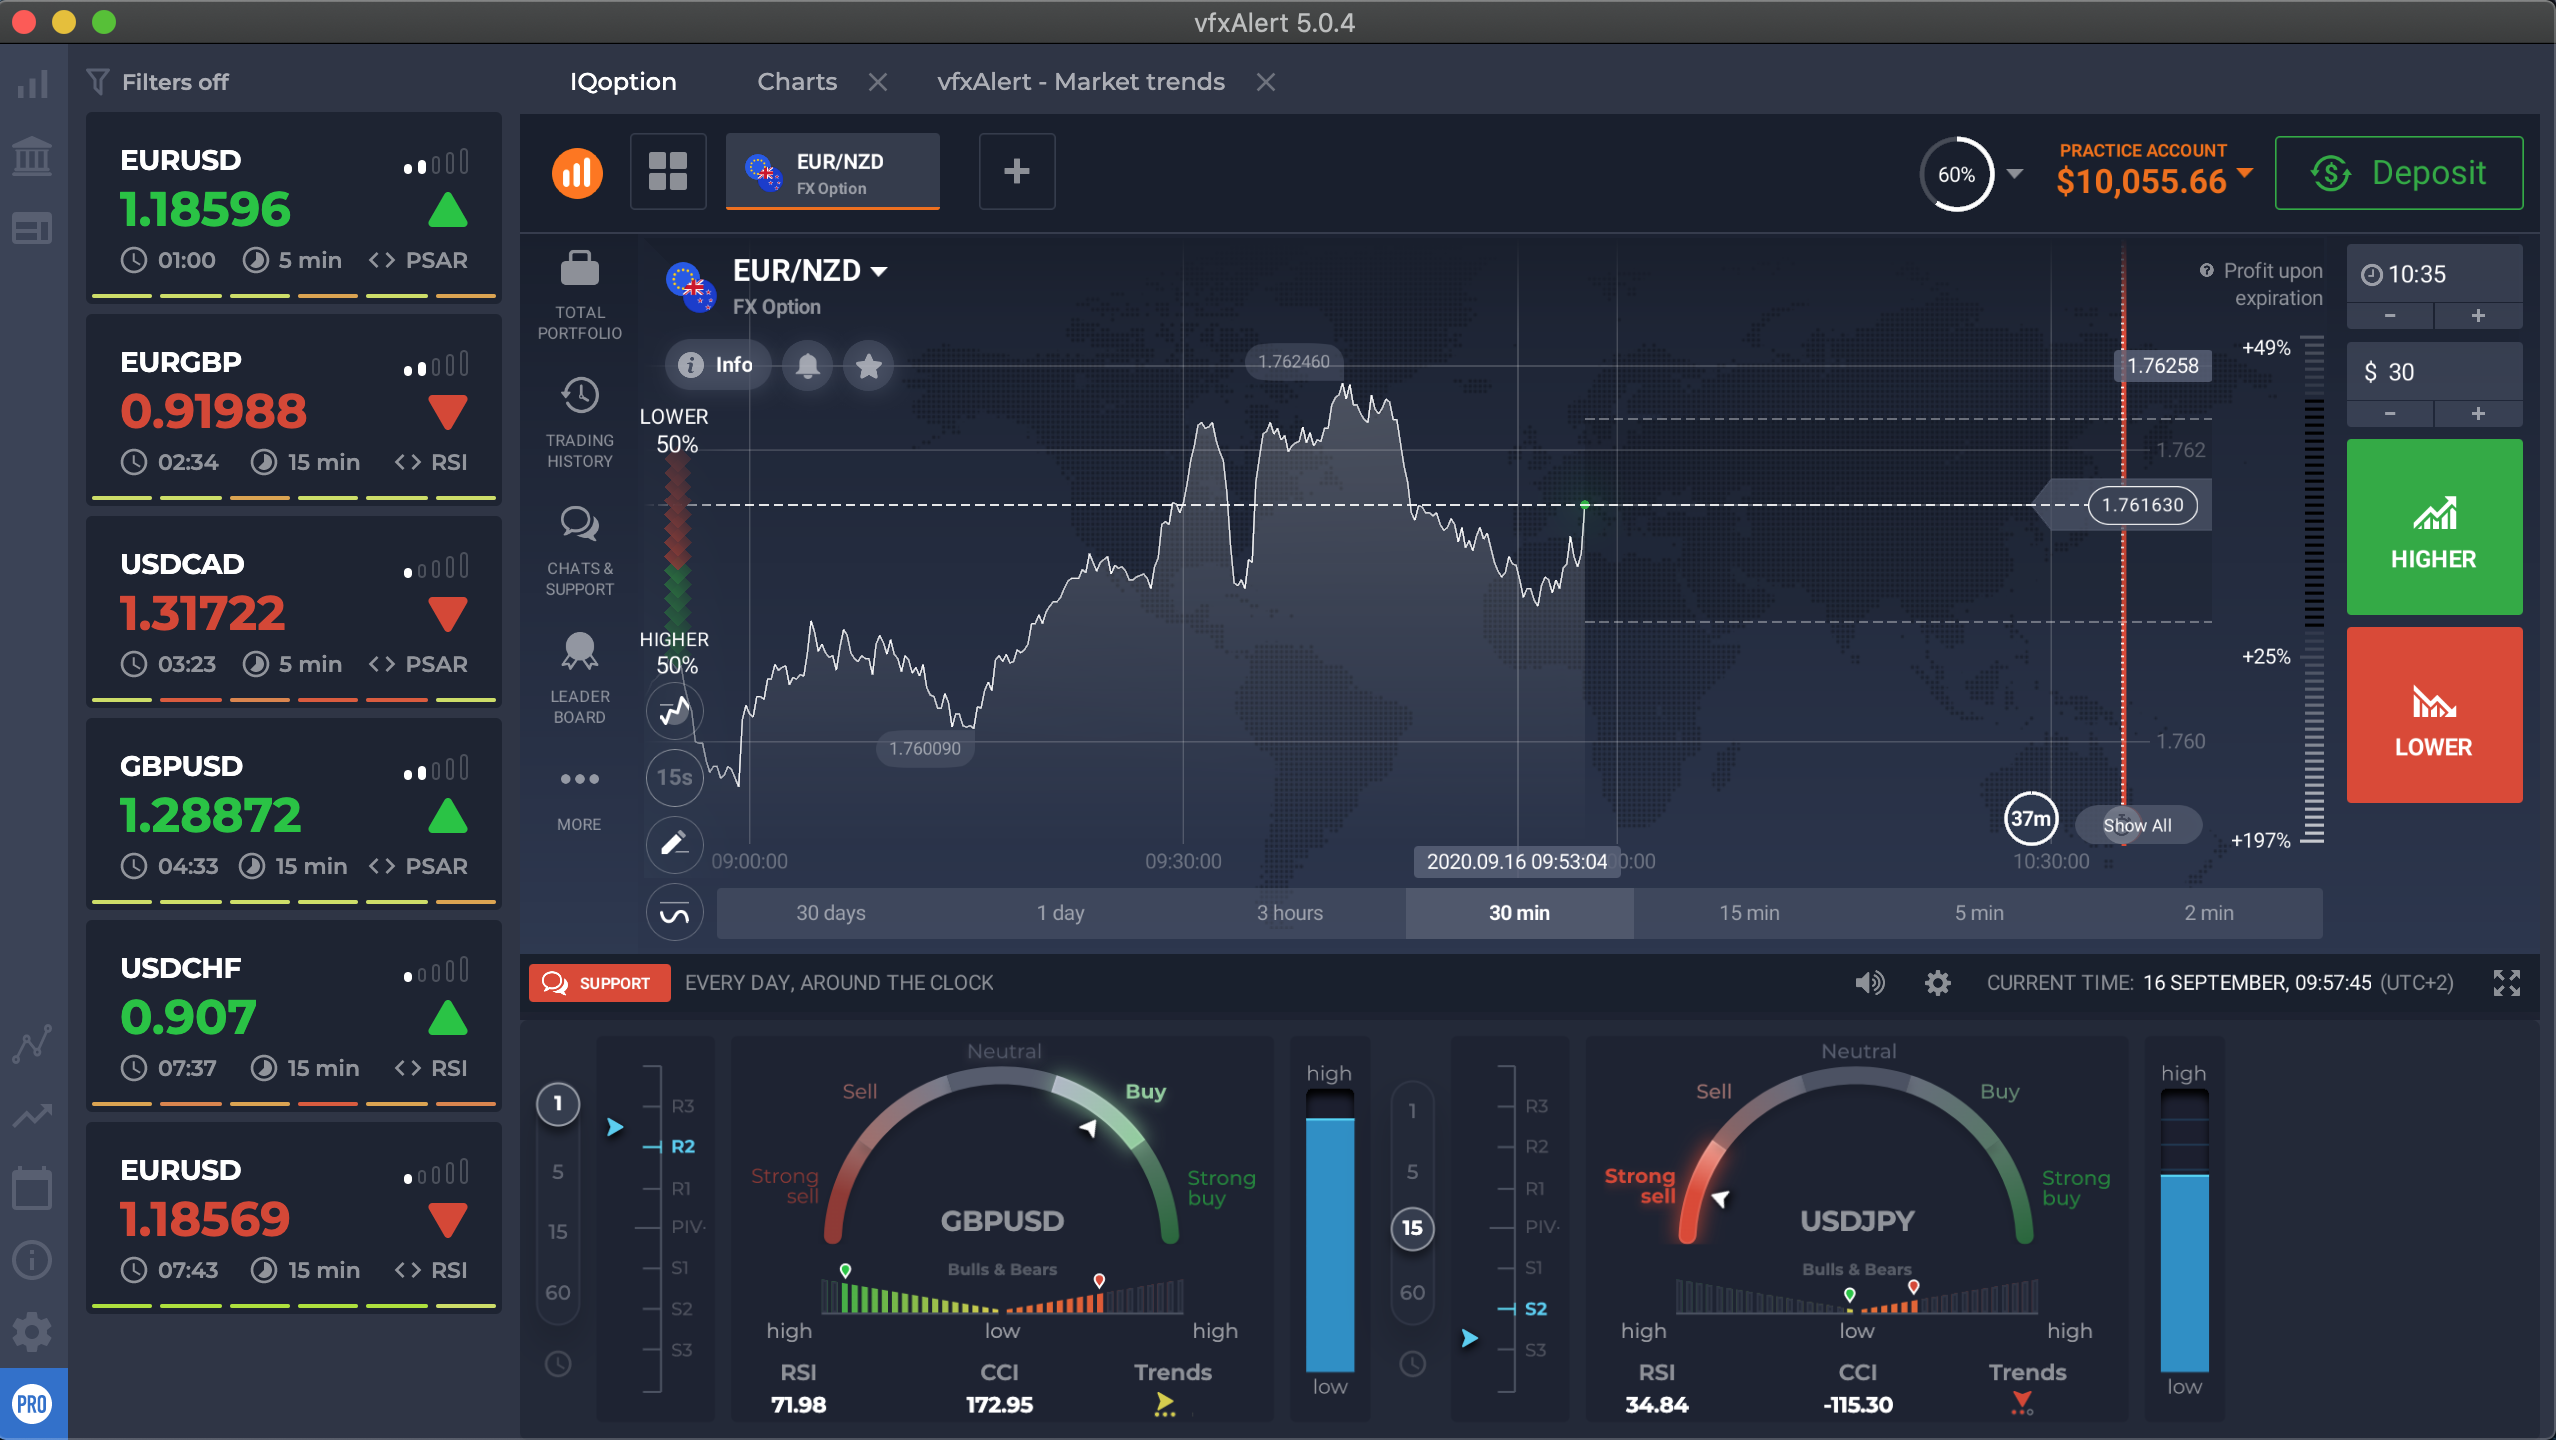 vfxAlert 5.0.4
Filters off
IQoption
Charts
vfxAlert - Market trends
EURUSD
1.18596
01:00 5 min <> PSAR
EURGBP
0.91988
02:34 15 min <> RSI
USDCAD
1.31722
03:23 5 min <> PSAR
GBPUSD
1.28872
04:33 15 min <> PSAR
USDCHF
0.907
07:37 15 min <> RSI
EURUSD
1.18569
07:43 15 min <> RSI
PRO
EUR/NZD
FX Option
+
60%
PRACTICE ACCOUNT
$10,055.66
Deposit
TOTAL
PORTFOLIO
TRADING
HISTORY
CHATS &
SUPPORT
LEADER
BOARD
MORE
EUR/NZD
FX Option
Info
LOWER
50%
HIGHER
50%
15s
1.762460
1.760090
1.76258
1.762
1.761630
1.760
Profit upon
expiration
+49%
+25%
+197%
37m
Show All
09:00:00
09:30:00
2020.09.16 09:53:04
0:00
10:30:00
30 days
1 day
3 hours
30 min
15 min
5 min
2 min
10:35
- +
$ 30
- +
HIGHER
LOWER
SUPPORT
EVERY DAY, AROUND THE CLOCK
CURRENT TIME: 16 SEPTEMBER, 09:57:45 (UTC+2)
1
5
15
60
R3
R2
R1
PIV
S1
S2
S3
Neutral
Sell
Buy
Strong
sell
Strong
buy
GBPUSD
Bulls & Bears
high low high
RSI CCI Trends
71.98 172.95
high
low
1
5
15
60
R3
R2
R1
PIV
S1
S2
S3
Neutral
Sell
Buy
Strong
sell
Strong
buy
USDJPY
Bulls & Bears
high low high
RSI CCI Trends
34.84 -115.30
high
low